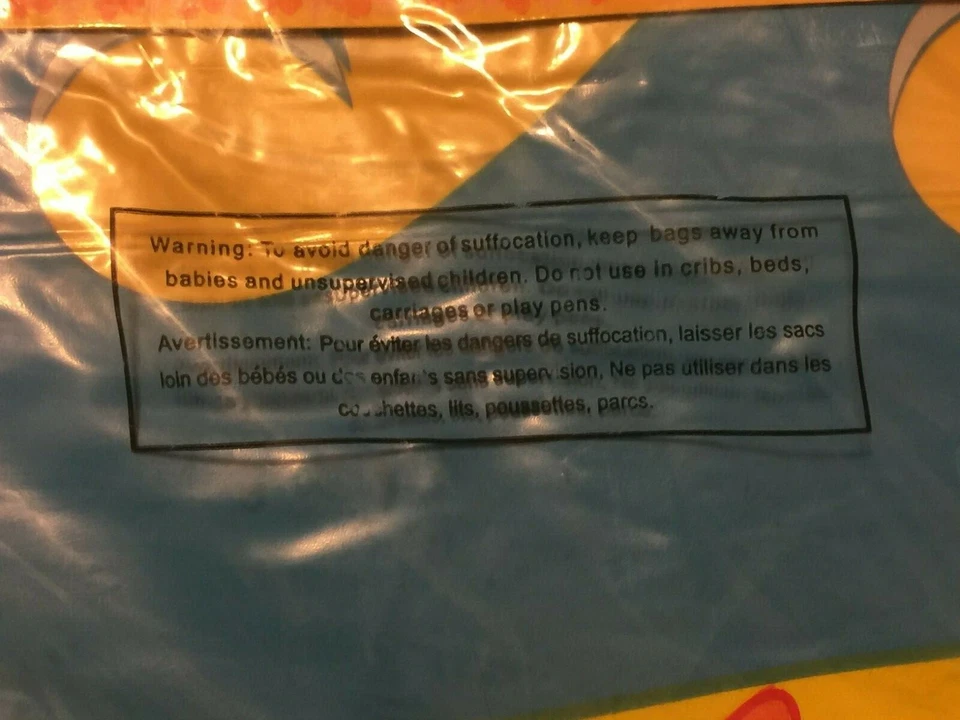 Warning: To avoid danger of suffocation, keep bags away from
babies and unsupervised children. Do not use in cribs, beds,
carriages or play pens.
Avertissement: Pour éviter les dangers de suffocation, laisser les sacs
loin des bébés ou des enfants sans supervision. Ne pas utiliser dans les
couchettes, lits, poussettes, parcs.